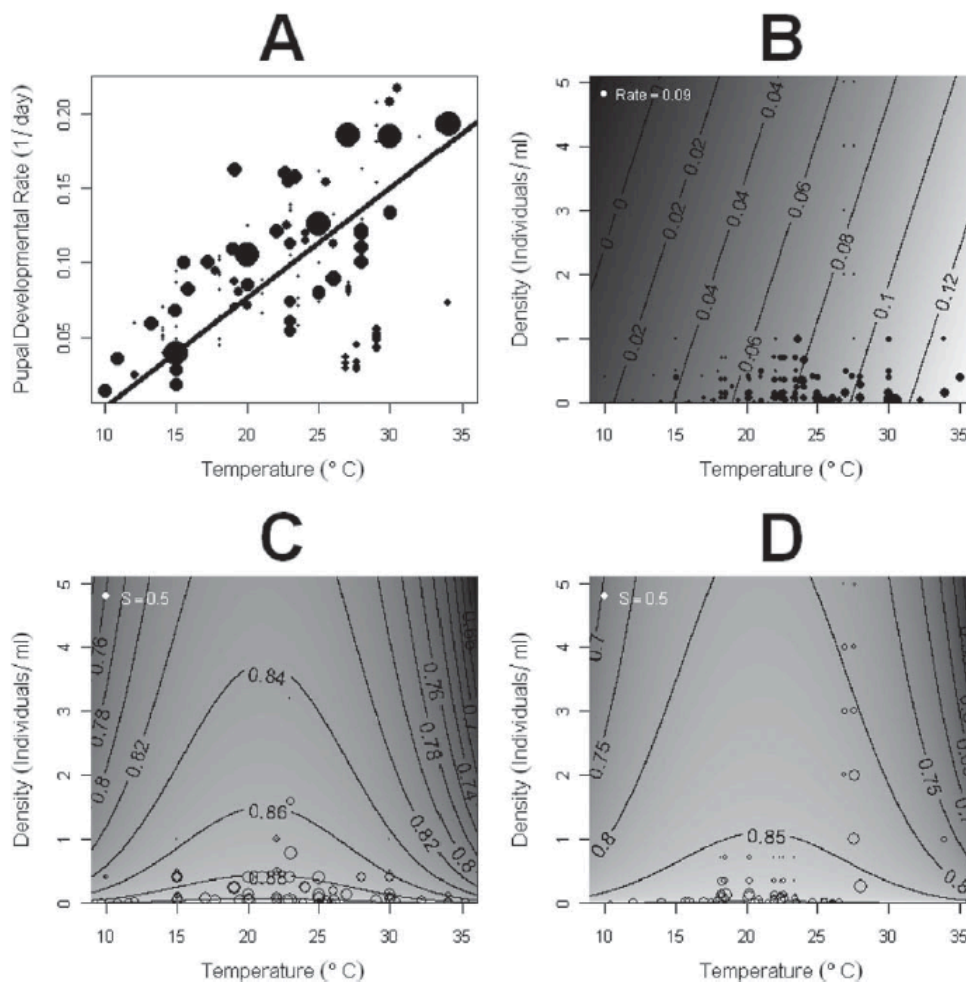 A
Pupal Developmental Rate (1/day)
0.20
0.15
0.10
0.05
10 15 20 25 30 35
Temperature (° C)
B
Density (Individuals/ml)
5
4
3
2
1
0
Rate = 0.09
0 0.02 0.04 0.06
0.02 0.04 0.06 0.08 0.1 0.12
10 15 20 25 30 35
Temperature (° C)
C
Density (Individuals/ml)
5
4
3
2
1
0
S = 0.5
0.76
0.78
0.8
0.82
0.84
0.86
0.88
0.76
0.78
0.74
0.82
0.8
10 15 20 25 30 35
Temperature (° C)
D
Density (Individuals/ml)
5
4
3
2
1
0
S = 0.5
0.7
0.75
0.8
0.85
0.75
0.8
10 15 20 25 30 35
Temperature (° C)